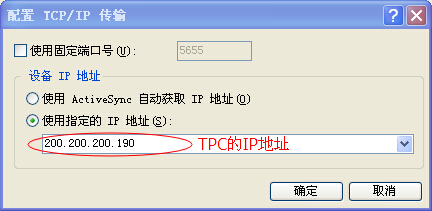 配置 TCP/IP 传输
使用固定端口号(U):
5655
设备 IP 地址
使用 ActiveSync 自动获取 IP 地址(O)
使用指定的 IP 地址(S):
200.200.200.190 TPC的IP地址
确定 取消